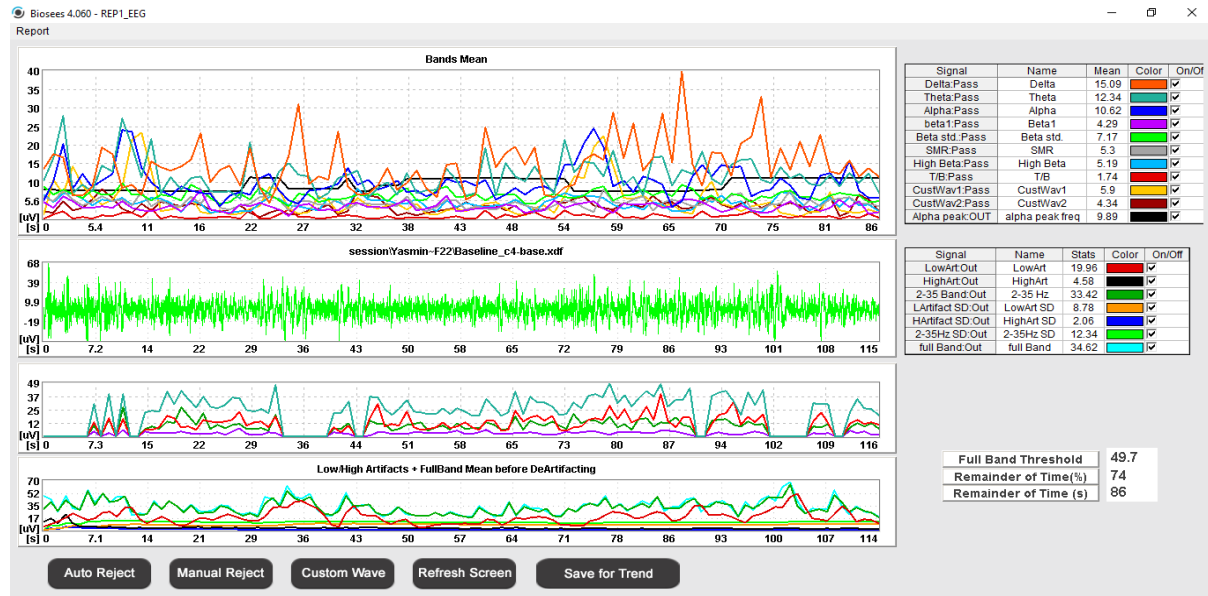 Biosees 4.060 - REP1_EEG
Report
Bands Mean
40
35
30
25
20
15
10
5.6
[uV]
[s] 0 5.4 11 16 22 27 32 38 43 48 54 59 65 70 75 81 86
session\Yasmin~F22\Baseline_c4-base.xdf
68
39
9.9
-19
[uV]
[s] 0 7.2 14 22 29 36 43 50 58 65 72 79 86 94 101 108 115
49
37
25
12
[uV]
[s] 0 7.3 15 22 29 36 44 51 58 65 73 80 87 94 102 109 116
Low/High Artifacts + FullBand Mean before DeArtifacting
70
52
35
17
[uV]
[s] 0 7.1 14 21 29 36 43 50 57 64 71 79 86 93 100 107 114
Auto Reject Manual Reject Custom Wave Refresh Screen Save for Trend
Signal Name Mean Color On/Of
Delta:Pass Delta 15.09
Theta:Pass Theta 12.34
Alpha:Pass Alpha 10.62
beta1:Pass Beta1 4.29
Beta std.:Pass Beta std. 7.17
SMR:Pass SMR 5.3
High Beta:Pass High Beta 5.19
T/B:Pass T/B 1.74
CustWav1:Pass CustWav1 5.9
CustWav2:Pass CustWav2 4.34
Alpha peak:OUT alpha peak freq 9.89
Signal Name Stats Color On/Off
LowArt:Out LowArt 19.96
HighArt:Out HighArt 4.58
2-35 Band:Out 2-35 Hz 33.42
LArtifact SD:Out LowArt SD 8.78
HArtifact SD:Out HighArt SD 2.06
2-35Hz SD:Out 2-35Hz SD 12.34
full Band:Out full Band 34.62
Full Band Threshold 49.7
Remainder of Time(%) 74
Remainder of Time (s) 86